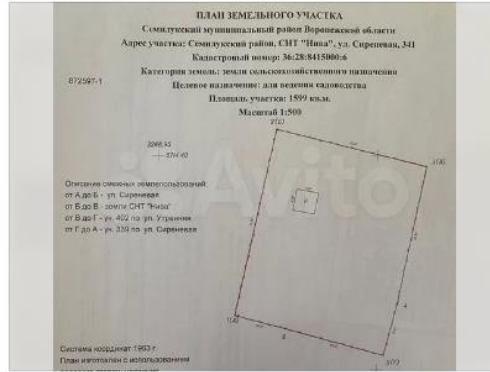 ПЛАН ЗЕМЕЛЬНОГО УЧАСТКА
Семилукский муниципальный район Воронежской области
Адрес участка: Семилукский район, СНТ "Нива", ул. Сиреневая, 341
Кадастровый номер: 36:28:8415000:6
Категория земель: земли сельскохозяйственного назначения
Целевое назначение: для ведения садоводства
Площадь участка: 1599 кв.м.
Масштаб 1:500
872597-1
Avito
Описание смежных землепользований:
от А до Б - ул. Сиреневая
от Б до В - земли СНТ "Нива"
от В до Г - уч. 402 по ул. Утренняя
от Г до А - уч. 339 по ул. Сиреневая
Система координат 1963 г.
План изготовлен с использованием